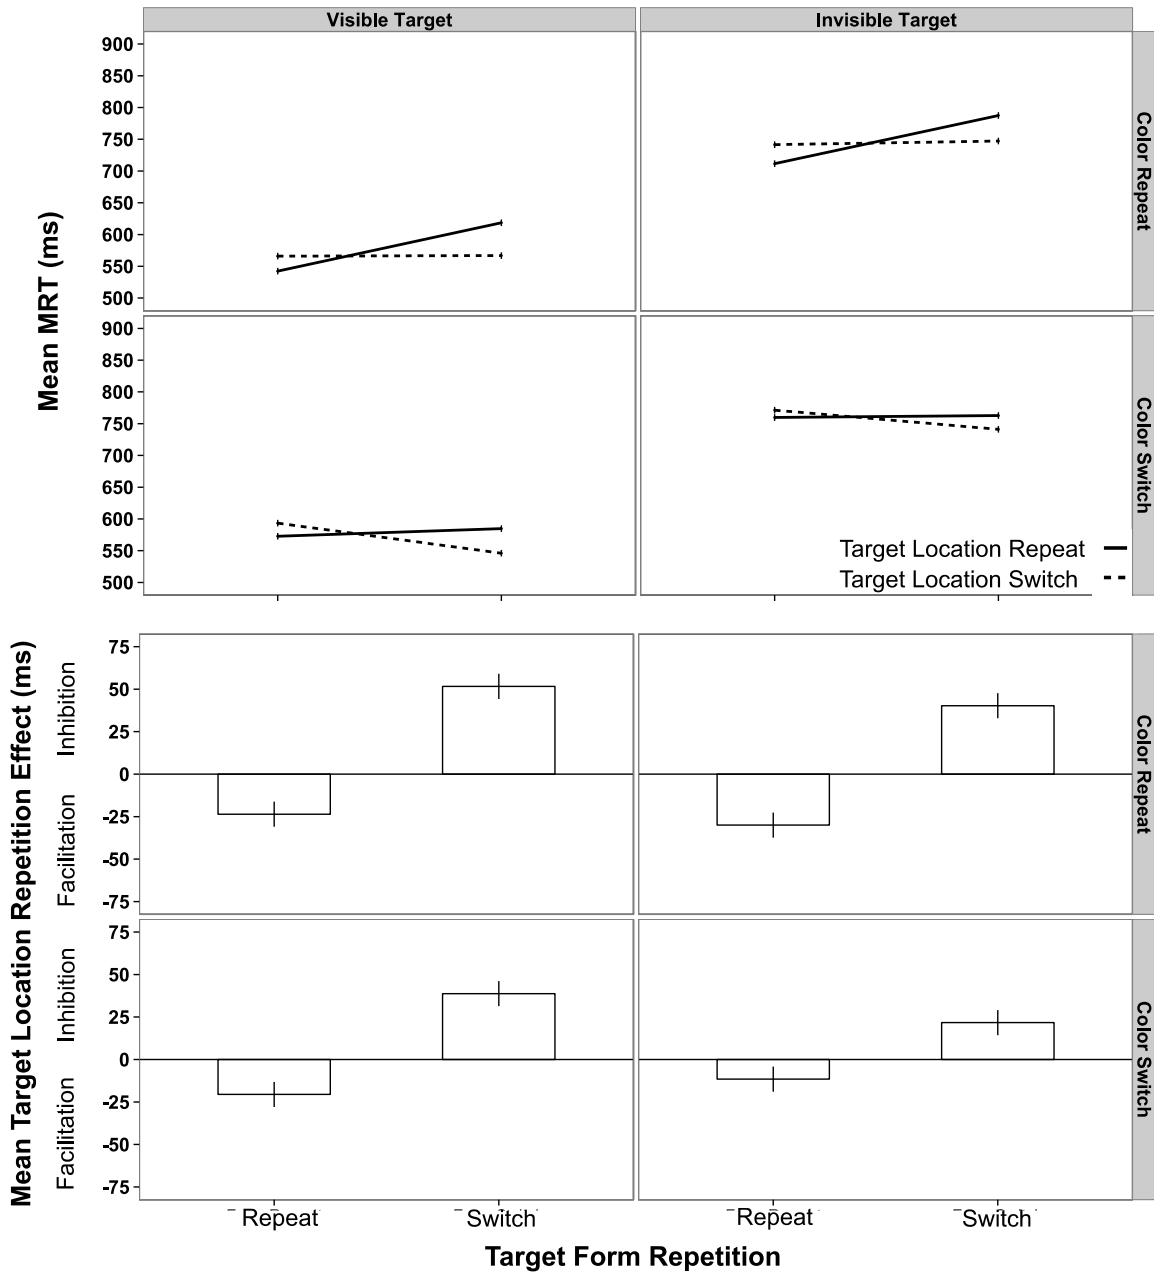 Visible Target
Invisible Target
900
850
800
750
700
650
600
550
500
Color Repeat
900
850
800
750
700
650
600
550
500
Color Switch
Mean MRT (ms)
Target Location Repeat
Target Location Switch
75
50
25
0
-25
-50
-75
Inhibition
Facilitation
Color Repeat
75
50
25
0
-25
-50
-75
Inhibition
Facilitation
Color Switch
Mean Target Location Repetition Effect (ms)
Repeat
Switch
Repeat
Switch
Target Form Repetition